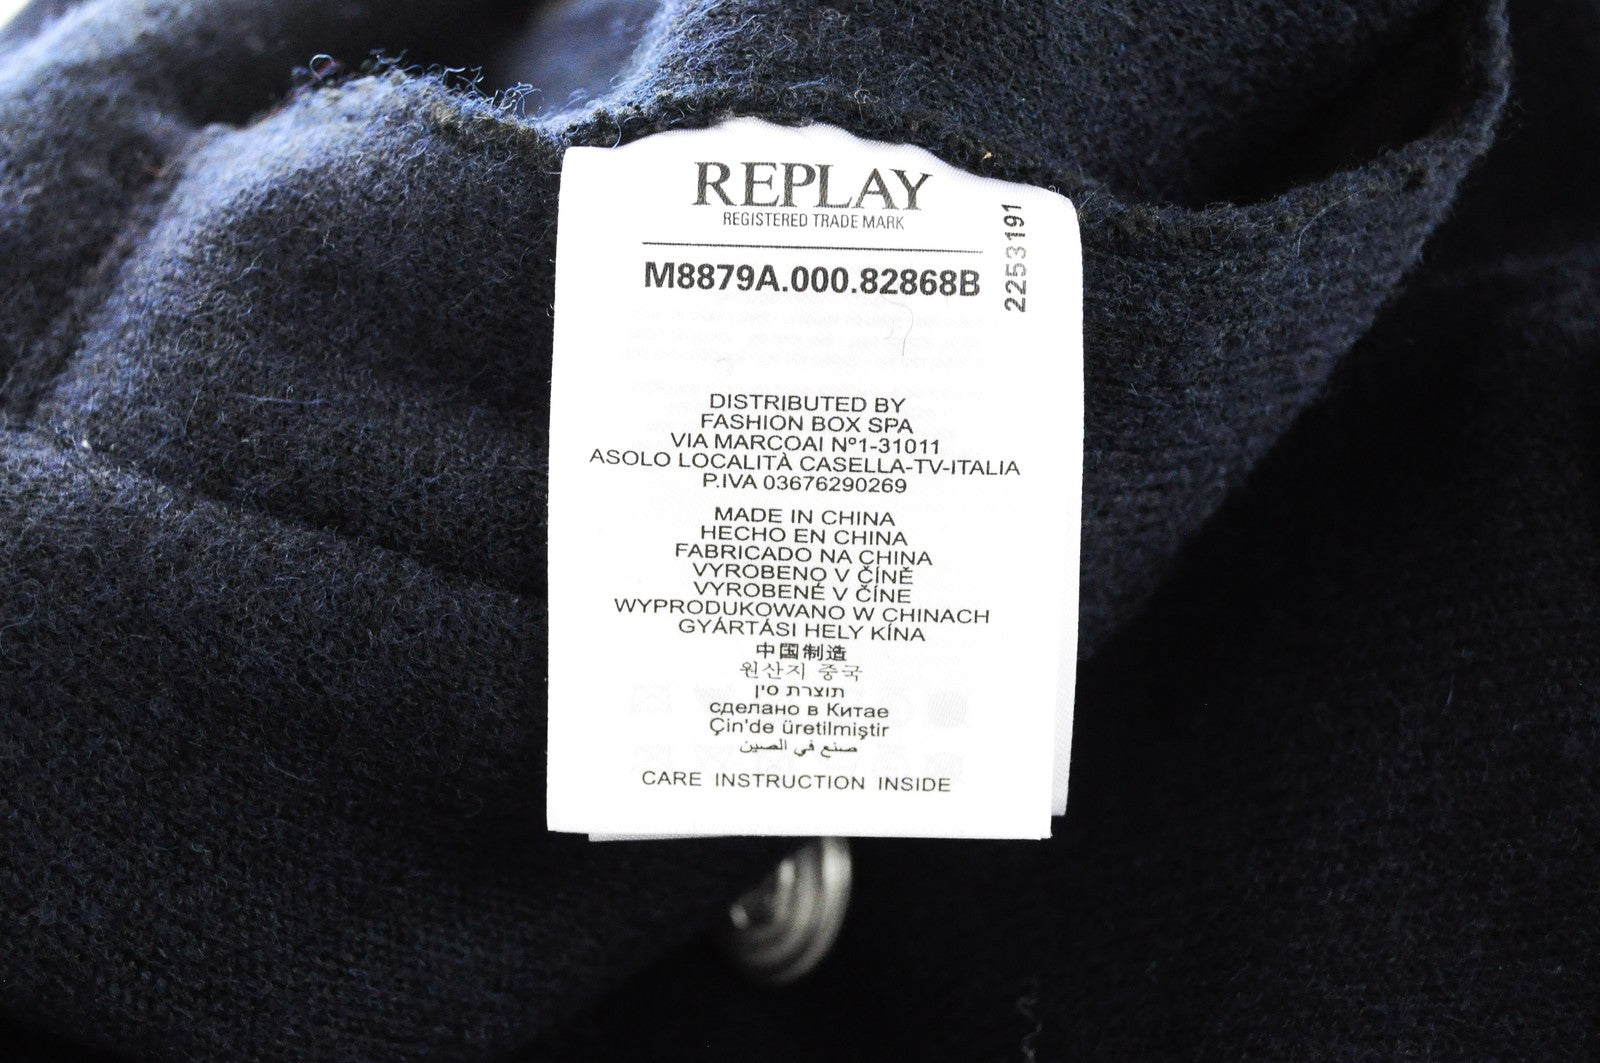 REPLAY
REGISTERED TRADE MARK
2253191
M8879A.000.82868B
DISTRIBUTED BY
FASHION BOX SPA
VIA MARCOAI Nº1-31011
ASOLO LOCALITÀ CASELLA-TV-ITALIA
P.IVA 03676290269
MADE IN CHINA
HECHO EN CHINA
FABRICADO NA CHINA
VYROBENO V ČÍNĚ
VYROBENÉ V ČÍNE
WYPRODUKOWANO W CHINACH
GYÁRTÁSI HELY KÍNA
中国制造
원산지 중국
תוצרת סין
сделано в Китае
Çin'de üretilmiştir
صنع في الصين
CARE INSTRUCTION INSIDE